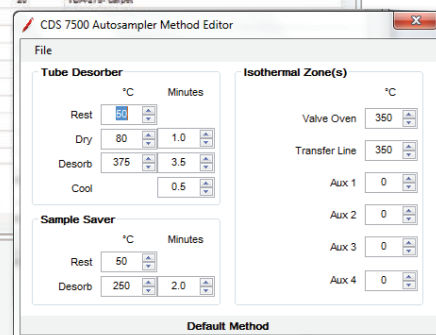 CDS 7500 Autosampler Method Editor
File
Tube Desorber
°C Minutes
Rest 50
Dry 80 1.0
Desorb 375 3.5
Cool 0.5
Sample Saver
°C Minutes
Rest 50
Desorb 250 2.0
Isothermal Zone(s)
°C
Valve Oven 350
Transfer Line 350
Aux 1 0
Aux 2 0
Aux 3 0
Aux 4 0
Default Method